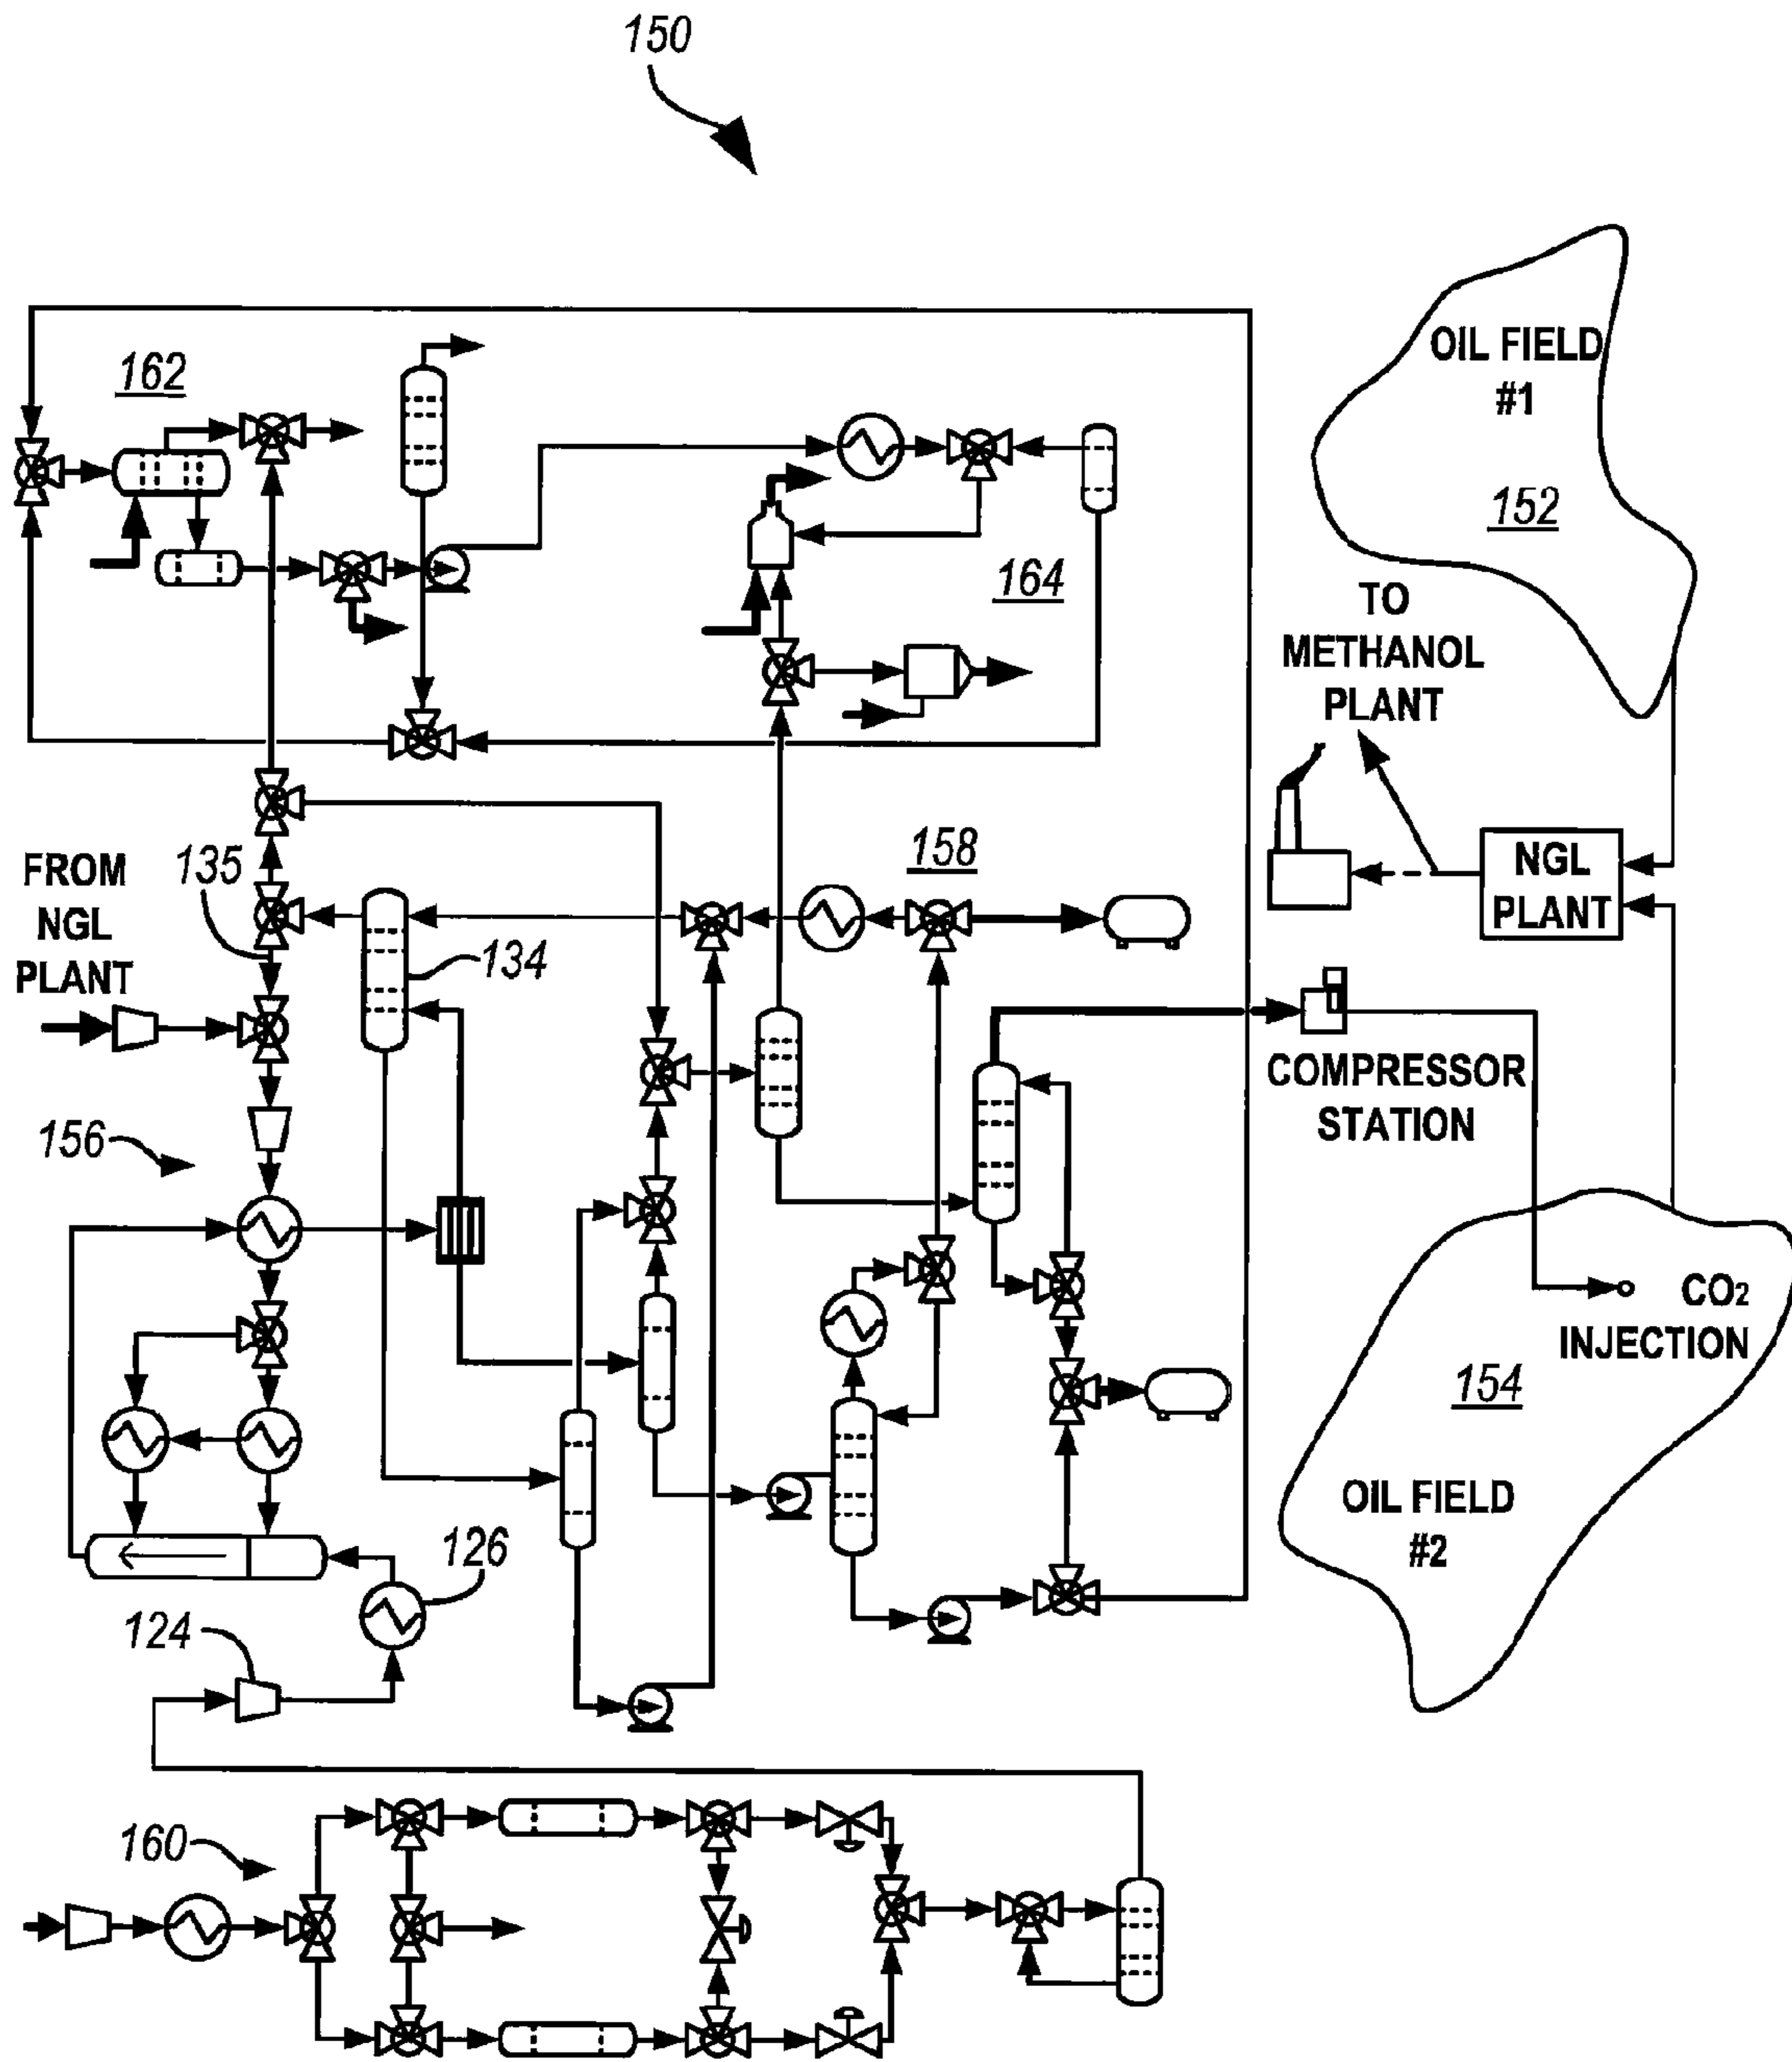 150
OIL FIELD
#1
152
162
164
TO
METHANOL
PLANT
158
135
FROM
NGL
PLANT
NGL
PLANT
134
COMPRESSOR
STATION
156
CO2
INJECTION
154
OIL FIELD
#2
126
124
160